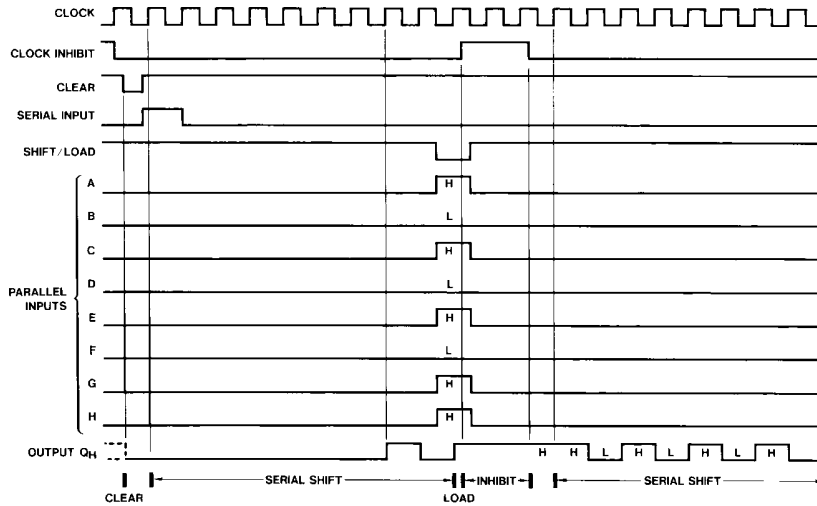 CLOCK
CLOCK INHIBIT
CLEAR
SERIAL INPUT
SHIFT/LOAD
A H
B L
C H
D L
PARALLEL
INPUTS
E H
F L
G H
H H
OUTPUT QH H H L H L H L H
CLEAR SERIAL SHIFT LOAD INHIBIT SERIAL SHIFT